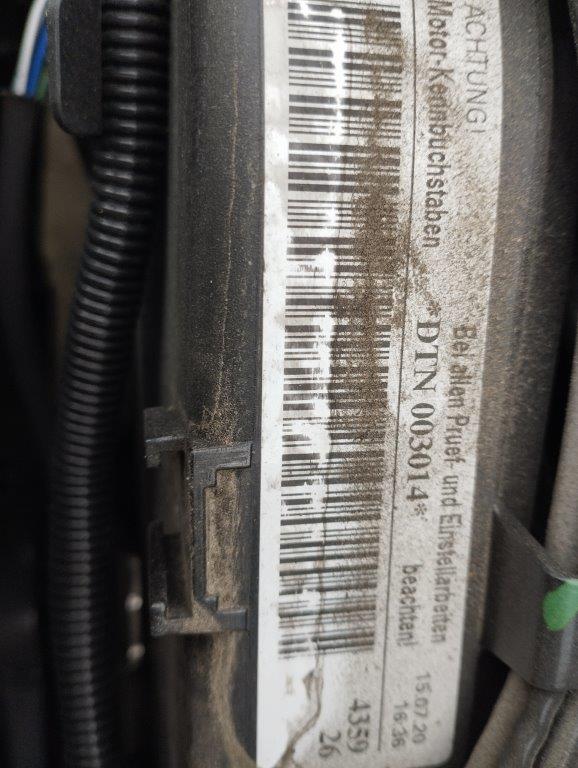 ACHTUNG!
Motor-Kennbuchstaben
Bei allen Pruef- und Einstellarbeiten
beachten!
*DTN 003014*
15.07.20
16:36
4359
26